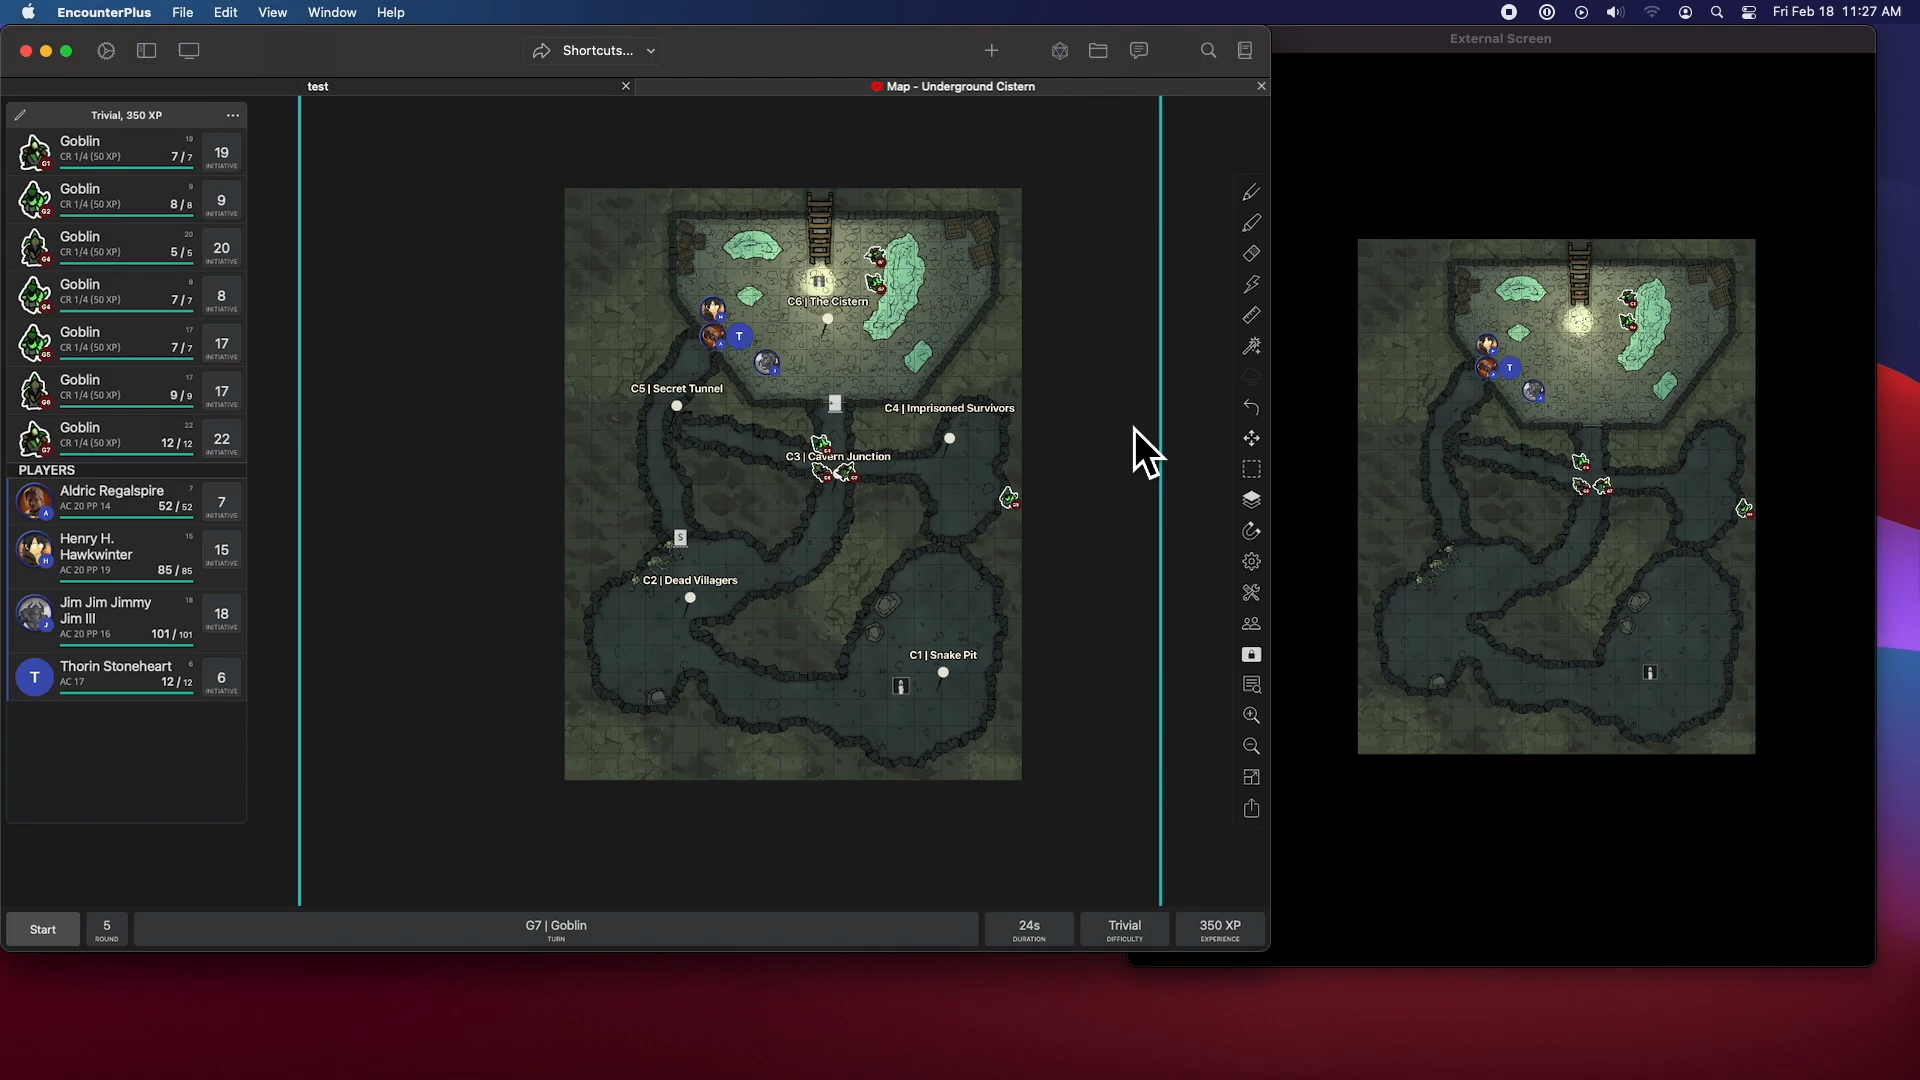 EncounterPlus File Edit View Window Help
Fri Feb 18 11:27 AM
Shortcuts...
External Screen
test
Map - Underground Cistern
Trivial, 350 XP
Goblin 19
CR 1/4 (50 XP) 7/7
19
INITIATIVE
Goblin 9
CR 1/4 (50 XP) 8/8
9
INITIATIVE
Goblin 20
CR 1/4 (50 XP) 5/5
20
INITIATIVE
Goblin 8
CR 1/4 (50 XP) 7/7
8
INITIATIVE
Goblin 17
CR 1/4 (50 XP) 7/7
17
INITIATIVE
Goblin 17
CR 1/4 (50 XP) 9/9
17
INITIATIVE
Goblin 22
CR 1/4 (50 XP) 12/12
22
INITIATIVE
PLAYERS
Aldric Regalspire 7
AC 20 PP 14 52/52
7
INITIATIVE
Henry H. 15
Hawkwinter
AC 20 PP 19 85/85
15
INITIATIVE
Jim Jim Jimmy 18
Jim III
AC 20 PP 16 101/101
18
INITIATIVE
T
Thorin Stoneheart 6
AC 17 12/12
6
INITIATIVE
C6 | The Cistern
T
C5 | Secret Tunnel
C4 | Imprisoned Survivors
C3 | Cavern Junction
S
C2 | Dead Villagers
C1 | Snake Pit
T
Start
5
ROUND
G7 | Goblin
TURN
24s
DURATION
Trivial
DIFFICULTY
350 XP
EXPERIENCE